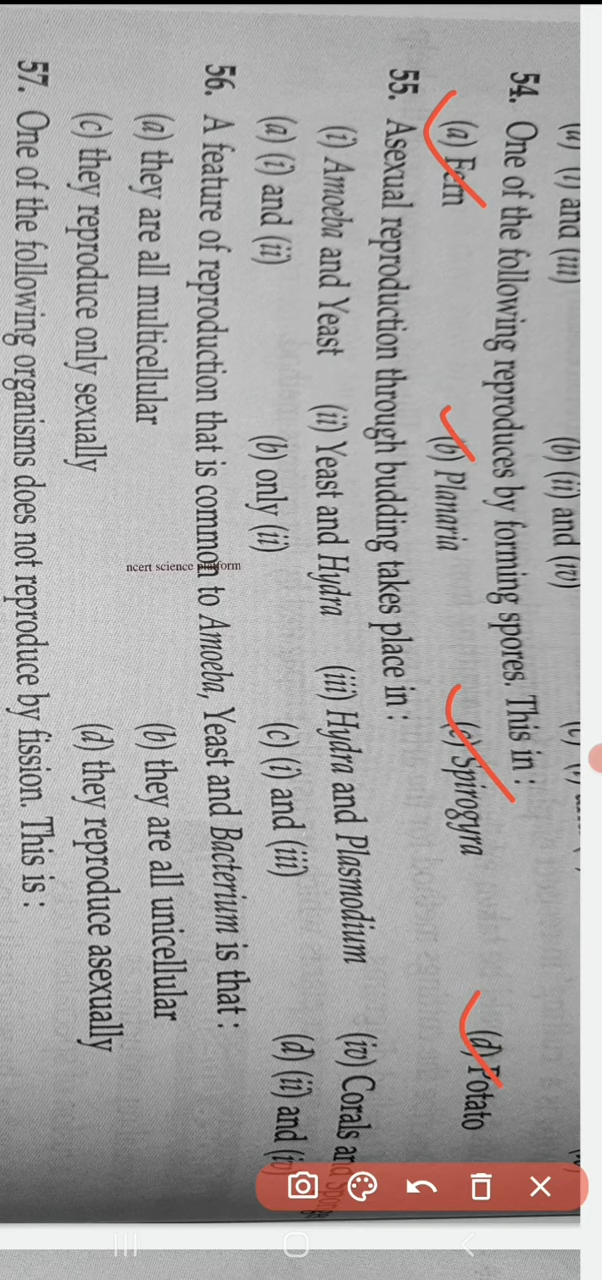 (a) (i) and (iii) (b) (ii) and (iv)
54. One of the following reproduces by forming spores. This in :
(a) Fern (b) Planaria (c) Spirogyra (d) Potato
55. Asexual reproduction through budding takes place in :
(i) Amoeba and Yeast (ii) Yeast and Hydra (iii) Hydra and Plasmodium (iv) Corals and Sponges
(a) (i) and (ii) (b) only (ii) (c) (i) and (iii) (d) (ii) and (iv)
56. A feature of reproduction that is common to Amoeba, Yeast and Bacterium is that :
(a) they are all multicellular (b) they are all unicellular
ncert science platform
(c) they reproduce only sexually (d) they reproduce asexually
57. One of the following organisms does not reproduce by fission. This is :